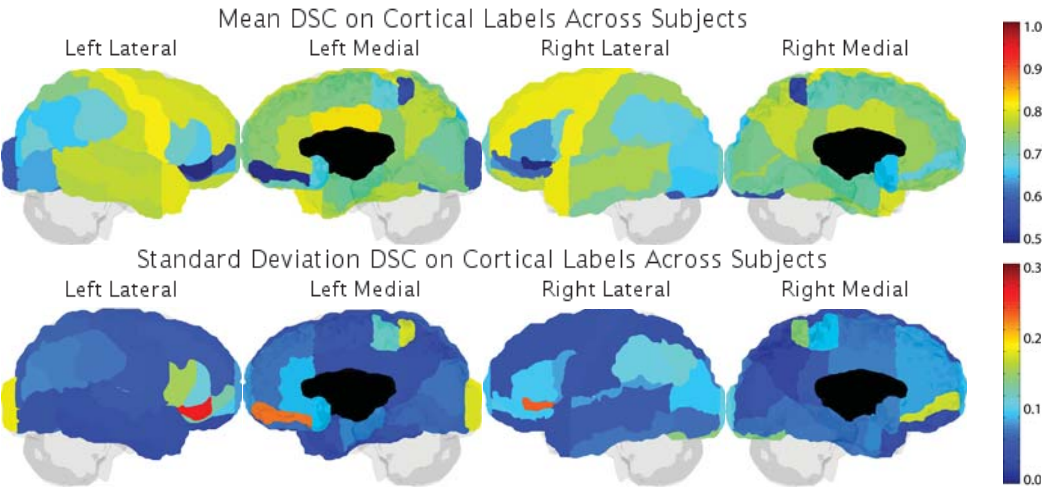 Mean DSC on Cortical Labels Across Subjects
Left Lateral Left Medial Right Lateral Right Medial
1.0
0.9
0.8
0.7
0.6
0.5
Standard Deviation DSC on Cortical Labels Across Subjects
Left Lateral Left Medial Right Lateral Right Medial
0.3
0.2
0.1
0.0